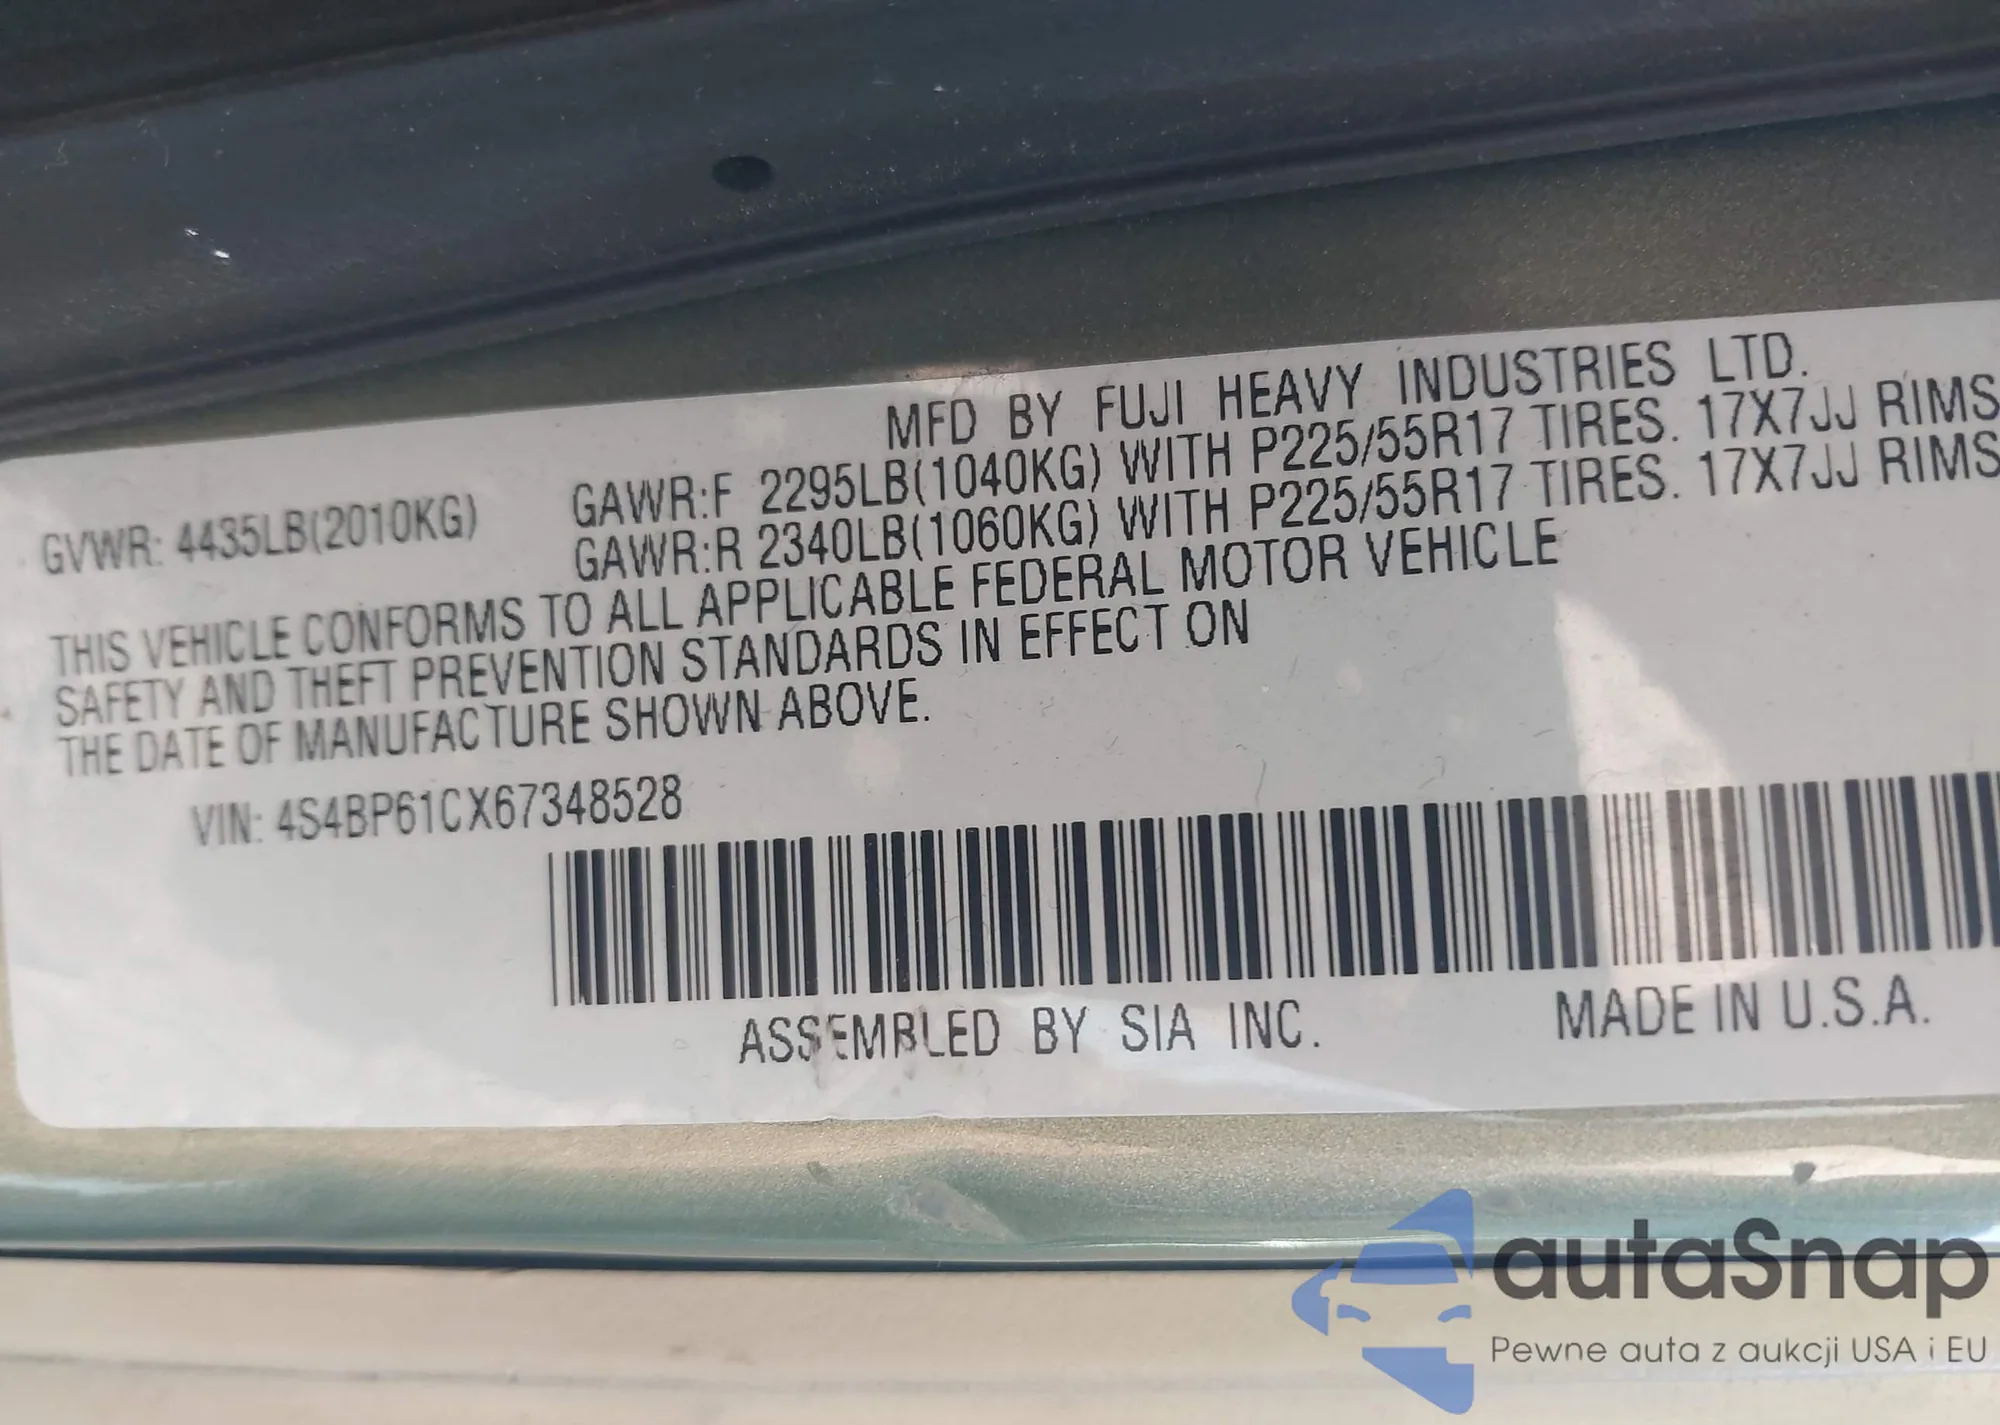 MFD BY FUJI HEAVY INDUSTRIES LTD.
GVWR: 4435LB(2010KG) GAWR:F 2295LB(1040KG) WITH P225/55R17 TIRES. 17X7JJ RIMS
GAWR:R 2340LB(1060KG) WITH P225/55R17 TIRES. 17X7JJ RIMS
THIS VEHICLE CONFORMS TO ALL APPLICABLE FEDERAL MOTOR VEHICLE
SAFETY AND THEFT PREVENTION STANDARDS IN EFFECT ON
THE DATE OF MANUFACTURE SHOWN ABOVE.
VIN: 4S4BP61CX67348528
ASSEMBLED BY SIA INC. MADE IN U.S.A.
autaSnap
Pewne auta z aukcji USA i EU